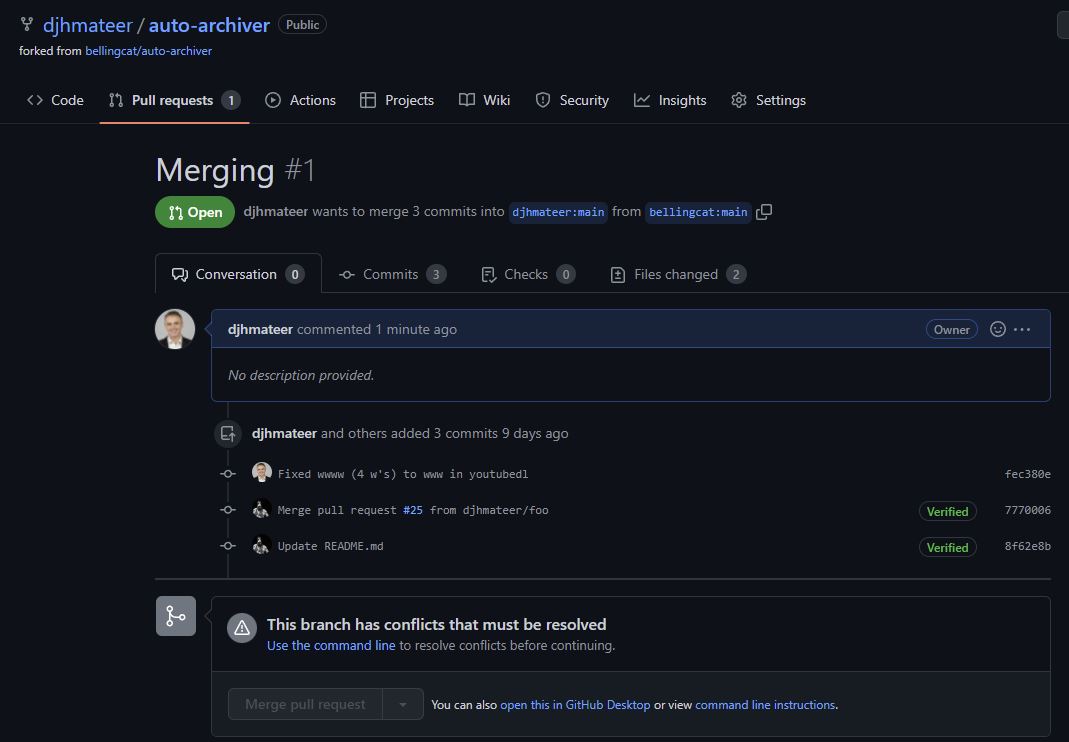 djhmateer / auto-archiver Public
forked from bellingcat/auto-archiver
Code Pull requests 1 Actions Projects Wiki Security Insights Settings
Merging #1
Open djhmateer wants to merge 3 commits into djhmateer:main from bellingcat:main
Conversation 0 Commits 3 Checks 0 Files changed 2
djhmateer commented 1 minute ago Owner
No description provided.
djhmateer and others added 3 commits 9 days ago
Fixed wwww (4 w's) to www in youtubedl fec380e
Merge pull request #25 from djhmateer/foo Verified 7770006
Update README.md Verified 8f62e8b
This branch has conflicts that must be resolved
Use the command line to resolve conflicts before continuing.
Merge pull request You can also open this in GitHub Desktop or view command line instructions.